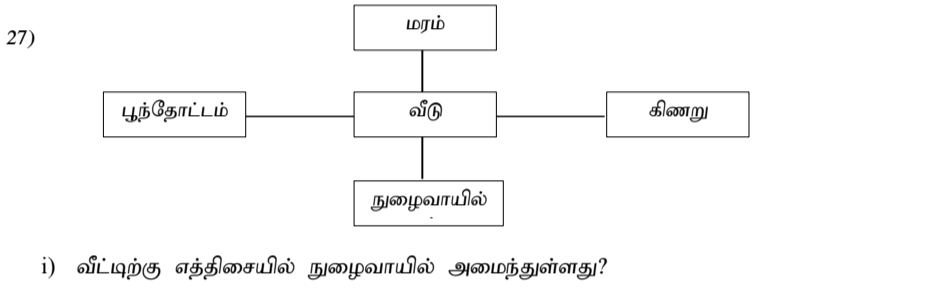 27)
மரம்
பூந்தோட்டம் வீடு கிணறு
நுழைவாயில்
i) வீட்டிற்கு எத்திசையில் நுழைவாயில் அமைந்துள்ளது?